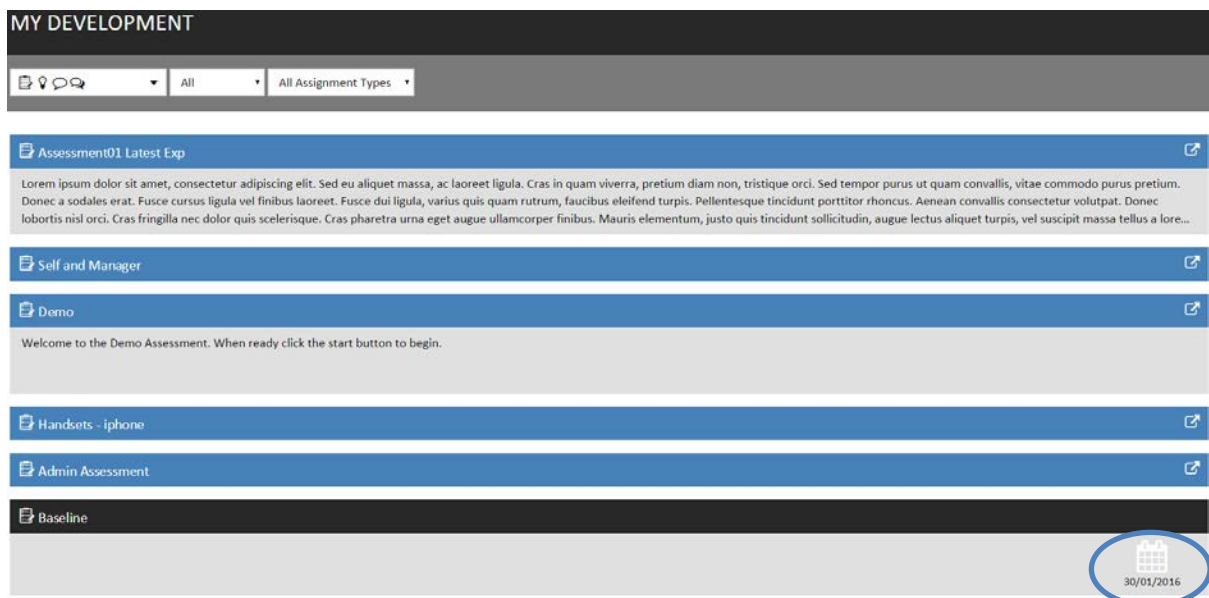 MY DEVELOPMENT
All
All Assignment Types
Assessment01 Latest Exp
Lorem ipsum dolor sit amet, consectetur adipiscing elit. Sed eu aliquet massa, ac laoreet ligula. Cras in quam viverra, pretium diam non, tristique orci. Sed tempor purus ut quam convallis, vitae commodo purus pretium.
Donec a sodales erat. Fusce cursus ligula vel finibus laoreet. Fusce dui ligula, varius quis quam rutrum, faucibus eleifend turpis. Pellentesque tincidunt porttitor rhoncus. Aenean convallis consectetur volutpat. Donec
lobortis nisl orci. Cras fringilla nec dolor quis scelerisque. Cras pharetra urna eget augue ullamcorper finibus. Mauris elementum, justo quis tincidunt sollicitudin, augue lectus aliquet turpis, vel suscipit massa tellus a lore...
Self and Manager
Demo
Welcome to the Demo Assessment. When ready click the start button to begin.
Handsets - iphone
Admin Assessment
Baseline
30/01/2016